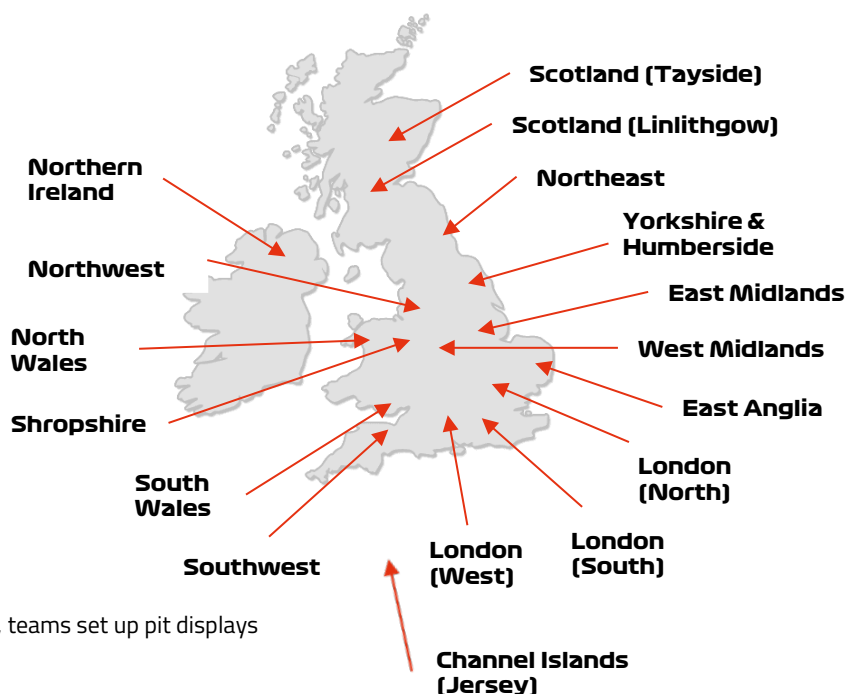 Scotland (Tayside)
Scotland (Linlithgow)
Northern
Ireland
Northeast
Yorkshire &
Humberside
Northwest
East Midlands
North
Wales
West Midlands
East Anglia
Shropshire
London
(North)
South
Wales
London
(South)
London
(West)
Southwest
teams set up pit displays
Channel Islands
(Jersey)